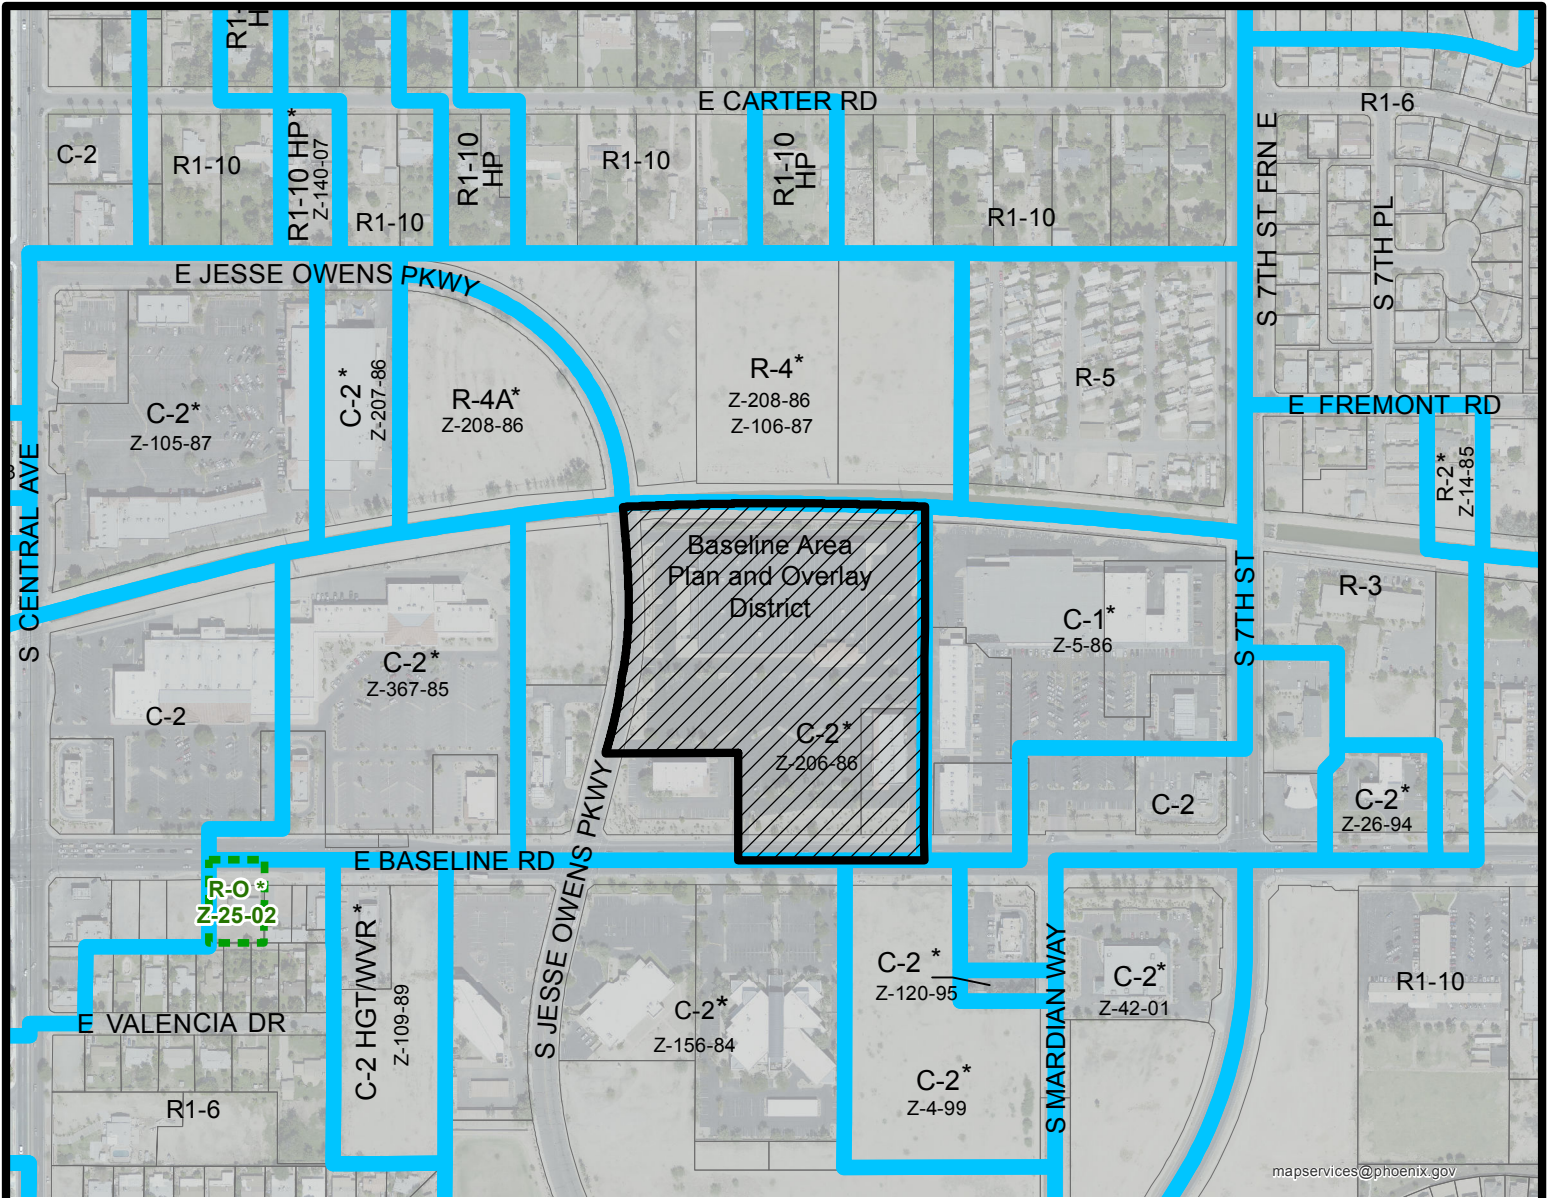 R1-
H
E CARTER RD
R1-6
C-2
R1-10
R1-10 HP*
Z-140-07
R1-10
R1-10
HP
R1-10
R1-10
HP
R1-10
S 7TH ST FRN E
S 7TH PL
E JESSE OWENS PKWY
C-2*
Z-105-87
C-2*
Z-207-86
R-4A*
Z-208-86
R-4*
Z-208-86
Z-106-87
R-5
E FREMONT RD
R-2*
Z-14-85
S CENTRAL AVE
Baseline Area
Plan and Overlay
District
C-2*
Z-206-86
C-1*
Z-5-86
S 7TH ST
R-3
C-2
C-2*
Z-367-85
C-2
C-2*
Z-26-94
E BASELINE RD
S JESSE OWENS PKWY
R-O *
Z-25-02
C-2 HGT/WVR*
Z-109-89
E VALENCIA DR
R1-6
C-2*
Z-156-84
C-2 *
Z-120-95
C-2*
Z-4-99
S MARDIAN WAY
C-2*
Z-42-01
R1-10
mapservices@phoenix.gov